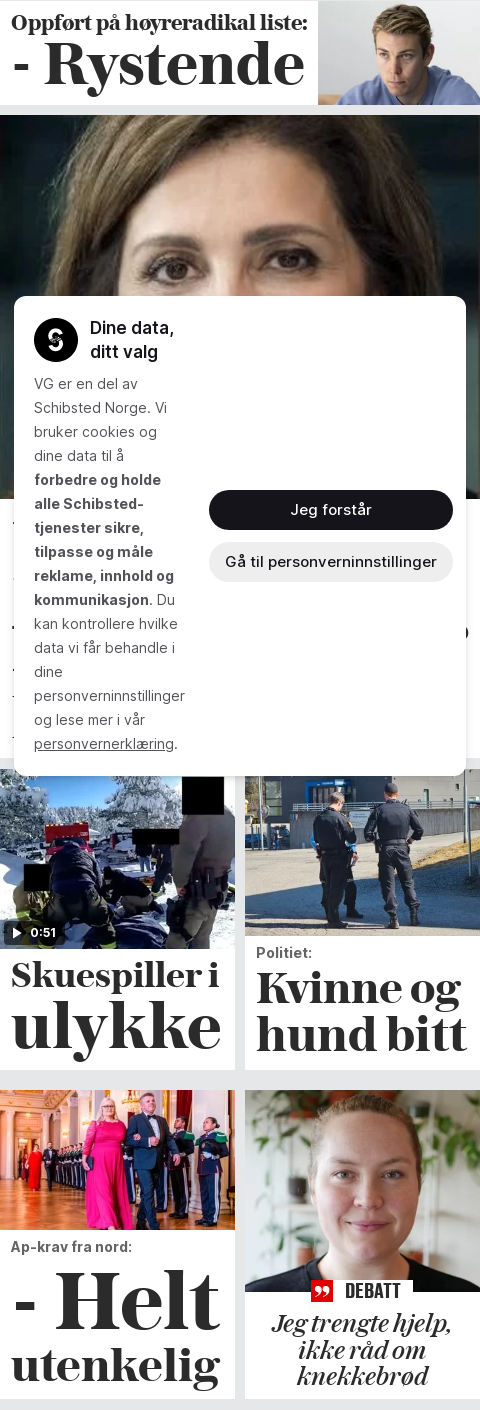 Oppført på høyreradikal liste:
- Rystende
Dine data,
ditt valg
VG er en del av
Schibsted Norge. Vi
bruker cookies og
dine data til å
forbedre og holde
alle Schibsted-
tjenester sikre,
tilpasse og måle
reklame, innhold og
kommunikasjon. Du
kan kontrollere hvilke
data vi får behandle i
dine
personverninnstillinger
og lese mer i vår
personvernerklæring.
Jeg forstår
Gå til personverninnstillinger
0:51
Skuespiller i
ulykke
Politiet:
Kvinne og
hund bitt
Ap-krav fra nord:
- Helt
utenkelig
DEBATT
Jeg trengte hjelp,
ikke råd om
knekkebrød